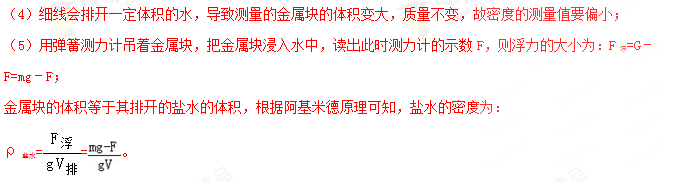 （4）细线会排开一定体积的水，导致测量的金属块的体积变大，质量不变，故密度的测量值要偏小；
（5）用弹簧测力计吊着金属块，把金属块浸入水中，读出此时测力计的示数 F，则浮力的大小为：F浮=G－
F=mg－F；
金属块的体积等于其排开的盐水的体积，根据阿基米德原理可知，盐水的密度为：
ρ盐水=F浮/gV排=mg-F/gV。